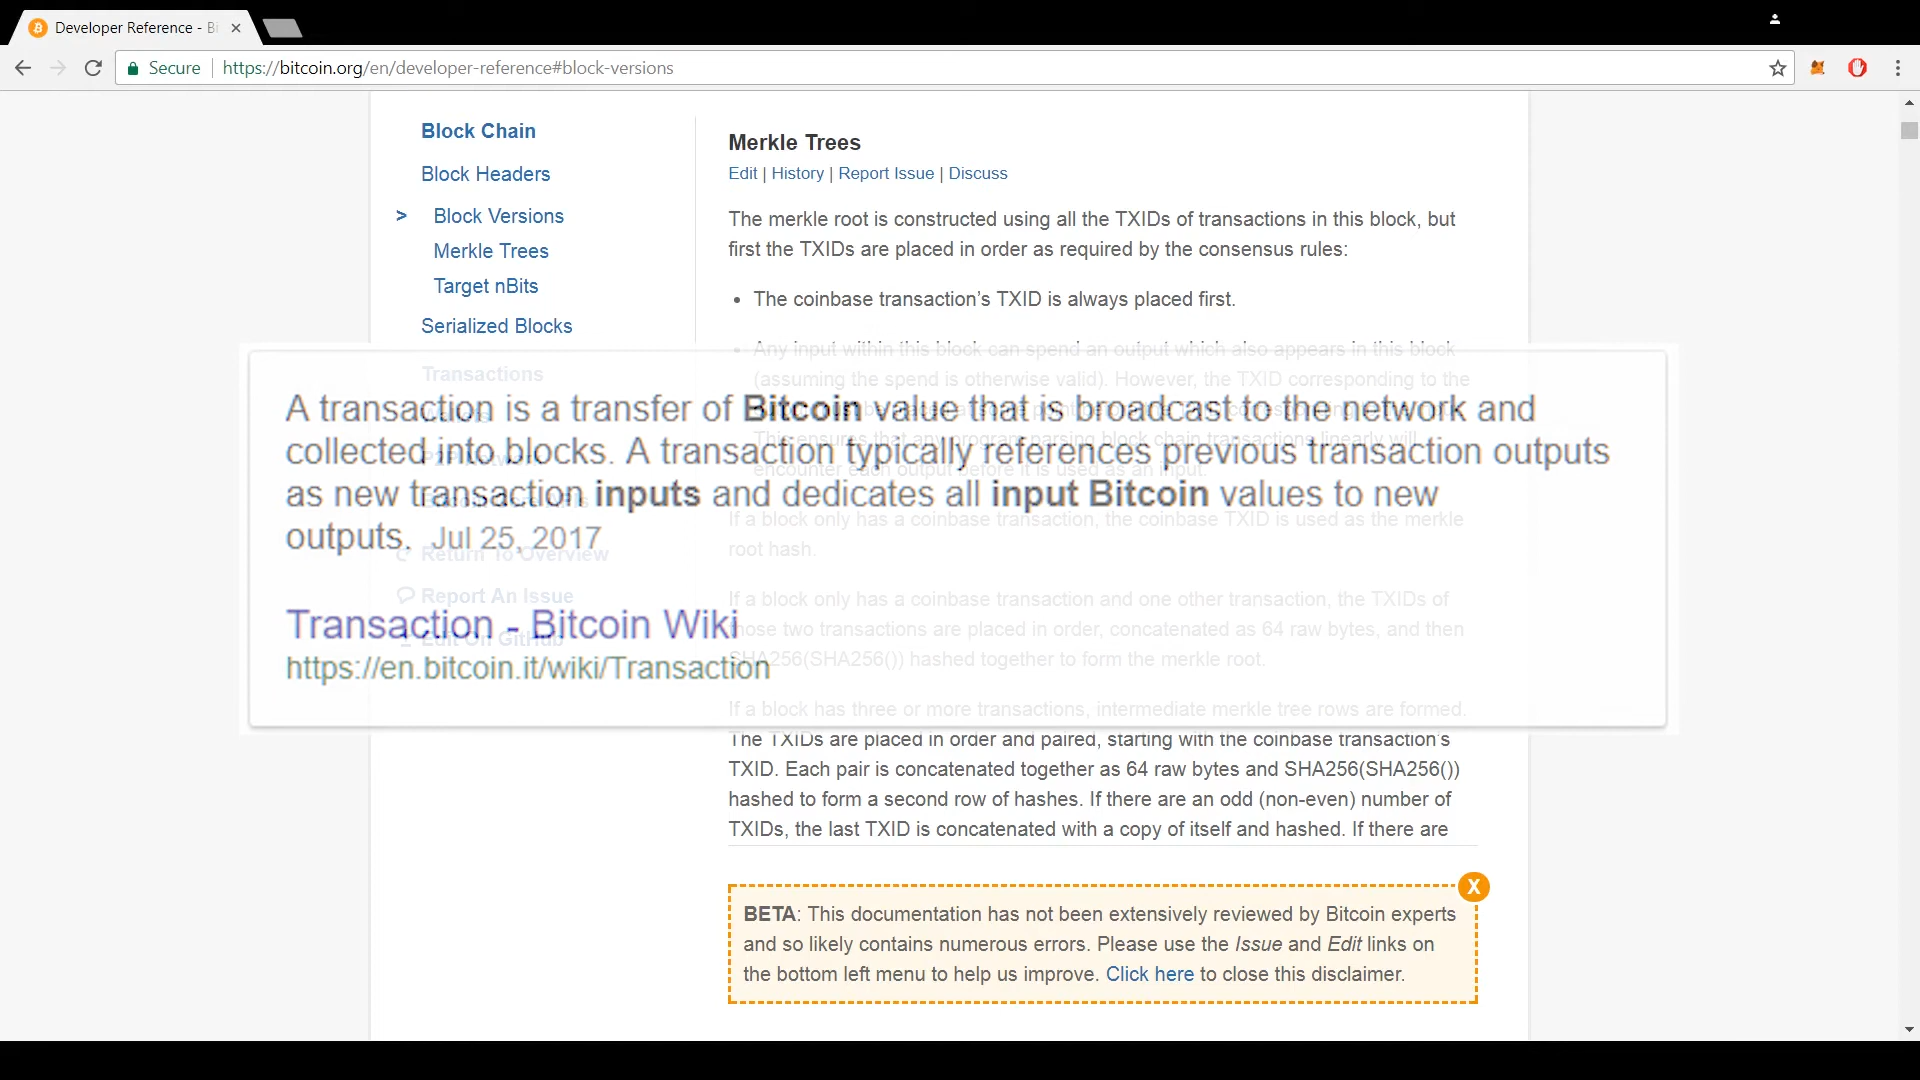 Developer Reference - Bi
Secure
https://bitcoin.org/en/developer-reference#block-versions
Block Chain
Block Headers
> Block Versions
Merkle Trees
Target nBits
Serialized Blocks
Transactions
Return To Overview
Report An Issue
Edit On GitHub
Merkle Trees
Edit | History | Report Issue | Discuss
The merkle root is constructed using all the TXIDs of transactions in this block, but
first the TXIDs are placed in order as required by the consensus rules:
• The coinbase transaction’s TXID is always placed first.
• Any input within this block can spend an output which also appears in this block
(assuming the spend is otherwise valid). However, the TXID corresponding to the
This ensures that any program parsing block chain transactions linearly will
encounter each output before it is used as an input.
If a block only has a coinbase transaction, the coinbase TXID is used as the merkle
root hash.
If a block only has a coinbase transaction and one other transaction, the TXIDs of
those two transactions are placed in order, concatenated as 64 raw bytes, and then
SHA256(SHA256()) hashed together to form the merkle root.
If a block has three or more transactions, intermediate merkle tree rows are formed.
The TXIDs are placed in order and paired, starting with the coinbase transaction’s
TXID. Each pair is concatenated together as 64 raw bytes and SHA256(SHA256())
hashed to form a second row of hashes. If there are an odd (non-even) number of
TXIDs, the last TXID is concatenated with a copy of itself and hashed. If there are
A transaction is a transfer of Bitcoin value that is broadcast to the network and
collected into blocks. A transaction typically references previous transaction outputs
as new transaction inputs and dedicates all input Bitcoin values to new
outputs. Jul 25, 2017
Transaction - Bitcoin Wiki
https://en.bitcoin.it/wiki/Transaction
X
BETA: This documentation has not been extensively reviewed by Bitcoin experts
and so likely contains numerous errors. Please use the Issue and Edit links on
the bottom left menu to help us improve. Click here to close this disclaimer.